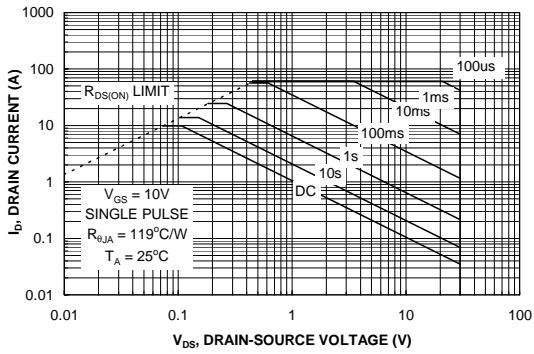 1000
100
10
1
0.1
0.01
I_D, DRAIN CURRENT (A)
R_DS(ON) LIMIT
100us
1ms
10ms
100ms
1s
10s
DC
V_GS = 10V
SINGLE PULSE
R_θJA = 119°C/W
T_A = 25°C
0.01 0.1 1 10 100
V_DS, DRAIN-SOURCE VOLTAGE (V)